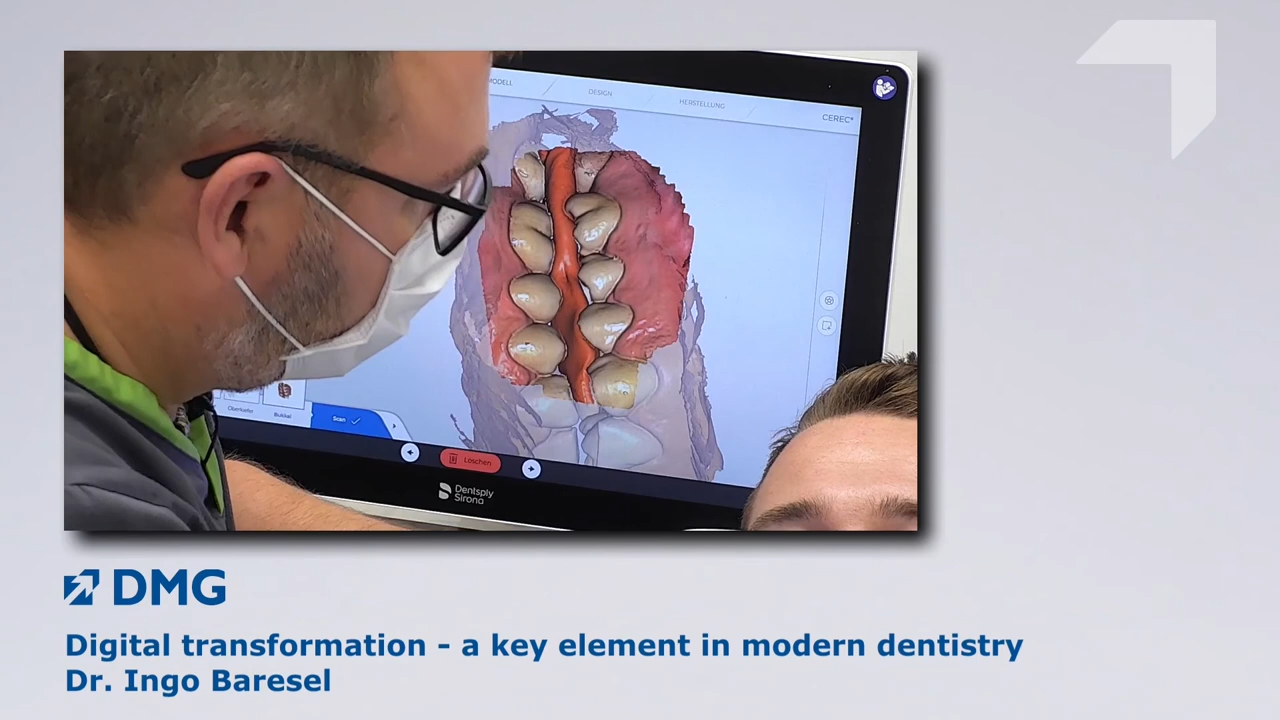 MODELL
DESIGN
HERSTELLUNG
CEREC®
Oberkiefer
Bukkal
Scan
Löschen
Dentsply
Sirona
DMG
Digital transformation - a key element in modern dentistry
Dr. Ingo Baresel